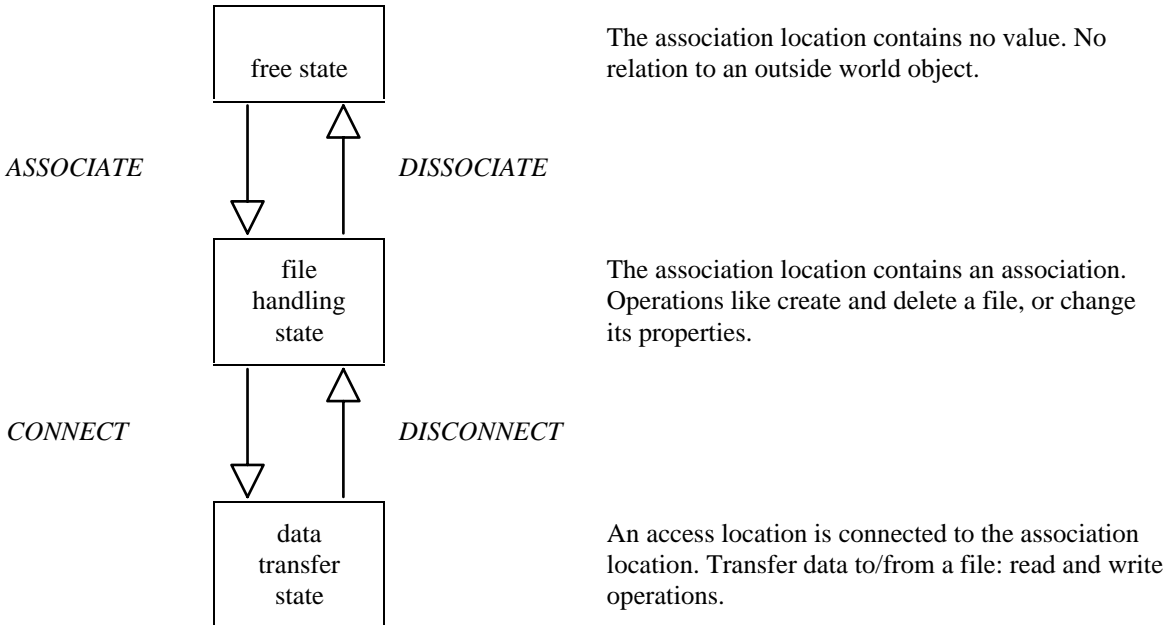 free state
The association location contains no value. No
relation to an outside world object.
ASSOCIATE
DISSOCIATE
file
handling
state
The association location contains an association.
Operations like create and delete a file, or change
its properties.
CONNECT
DISCONNECT
data
transfer
state
An access location is connected to the association
location. Transfer data to/from a file: read and write
operations.